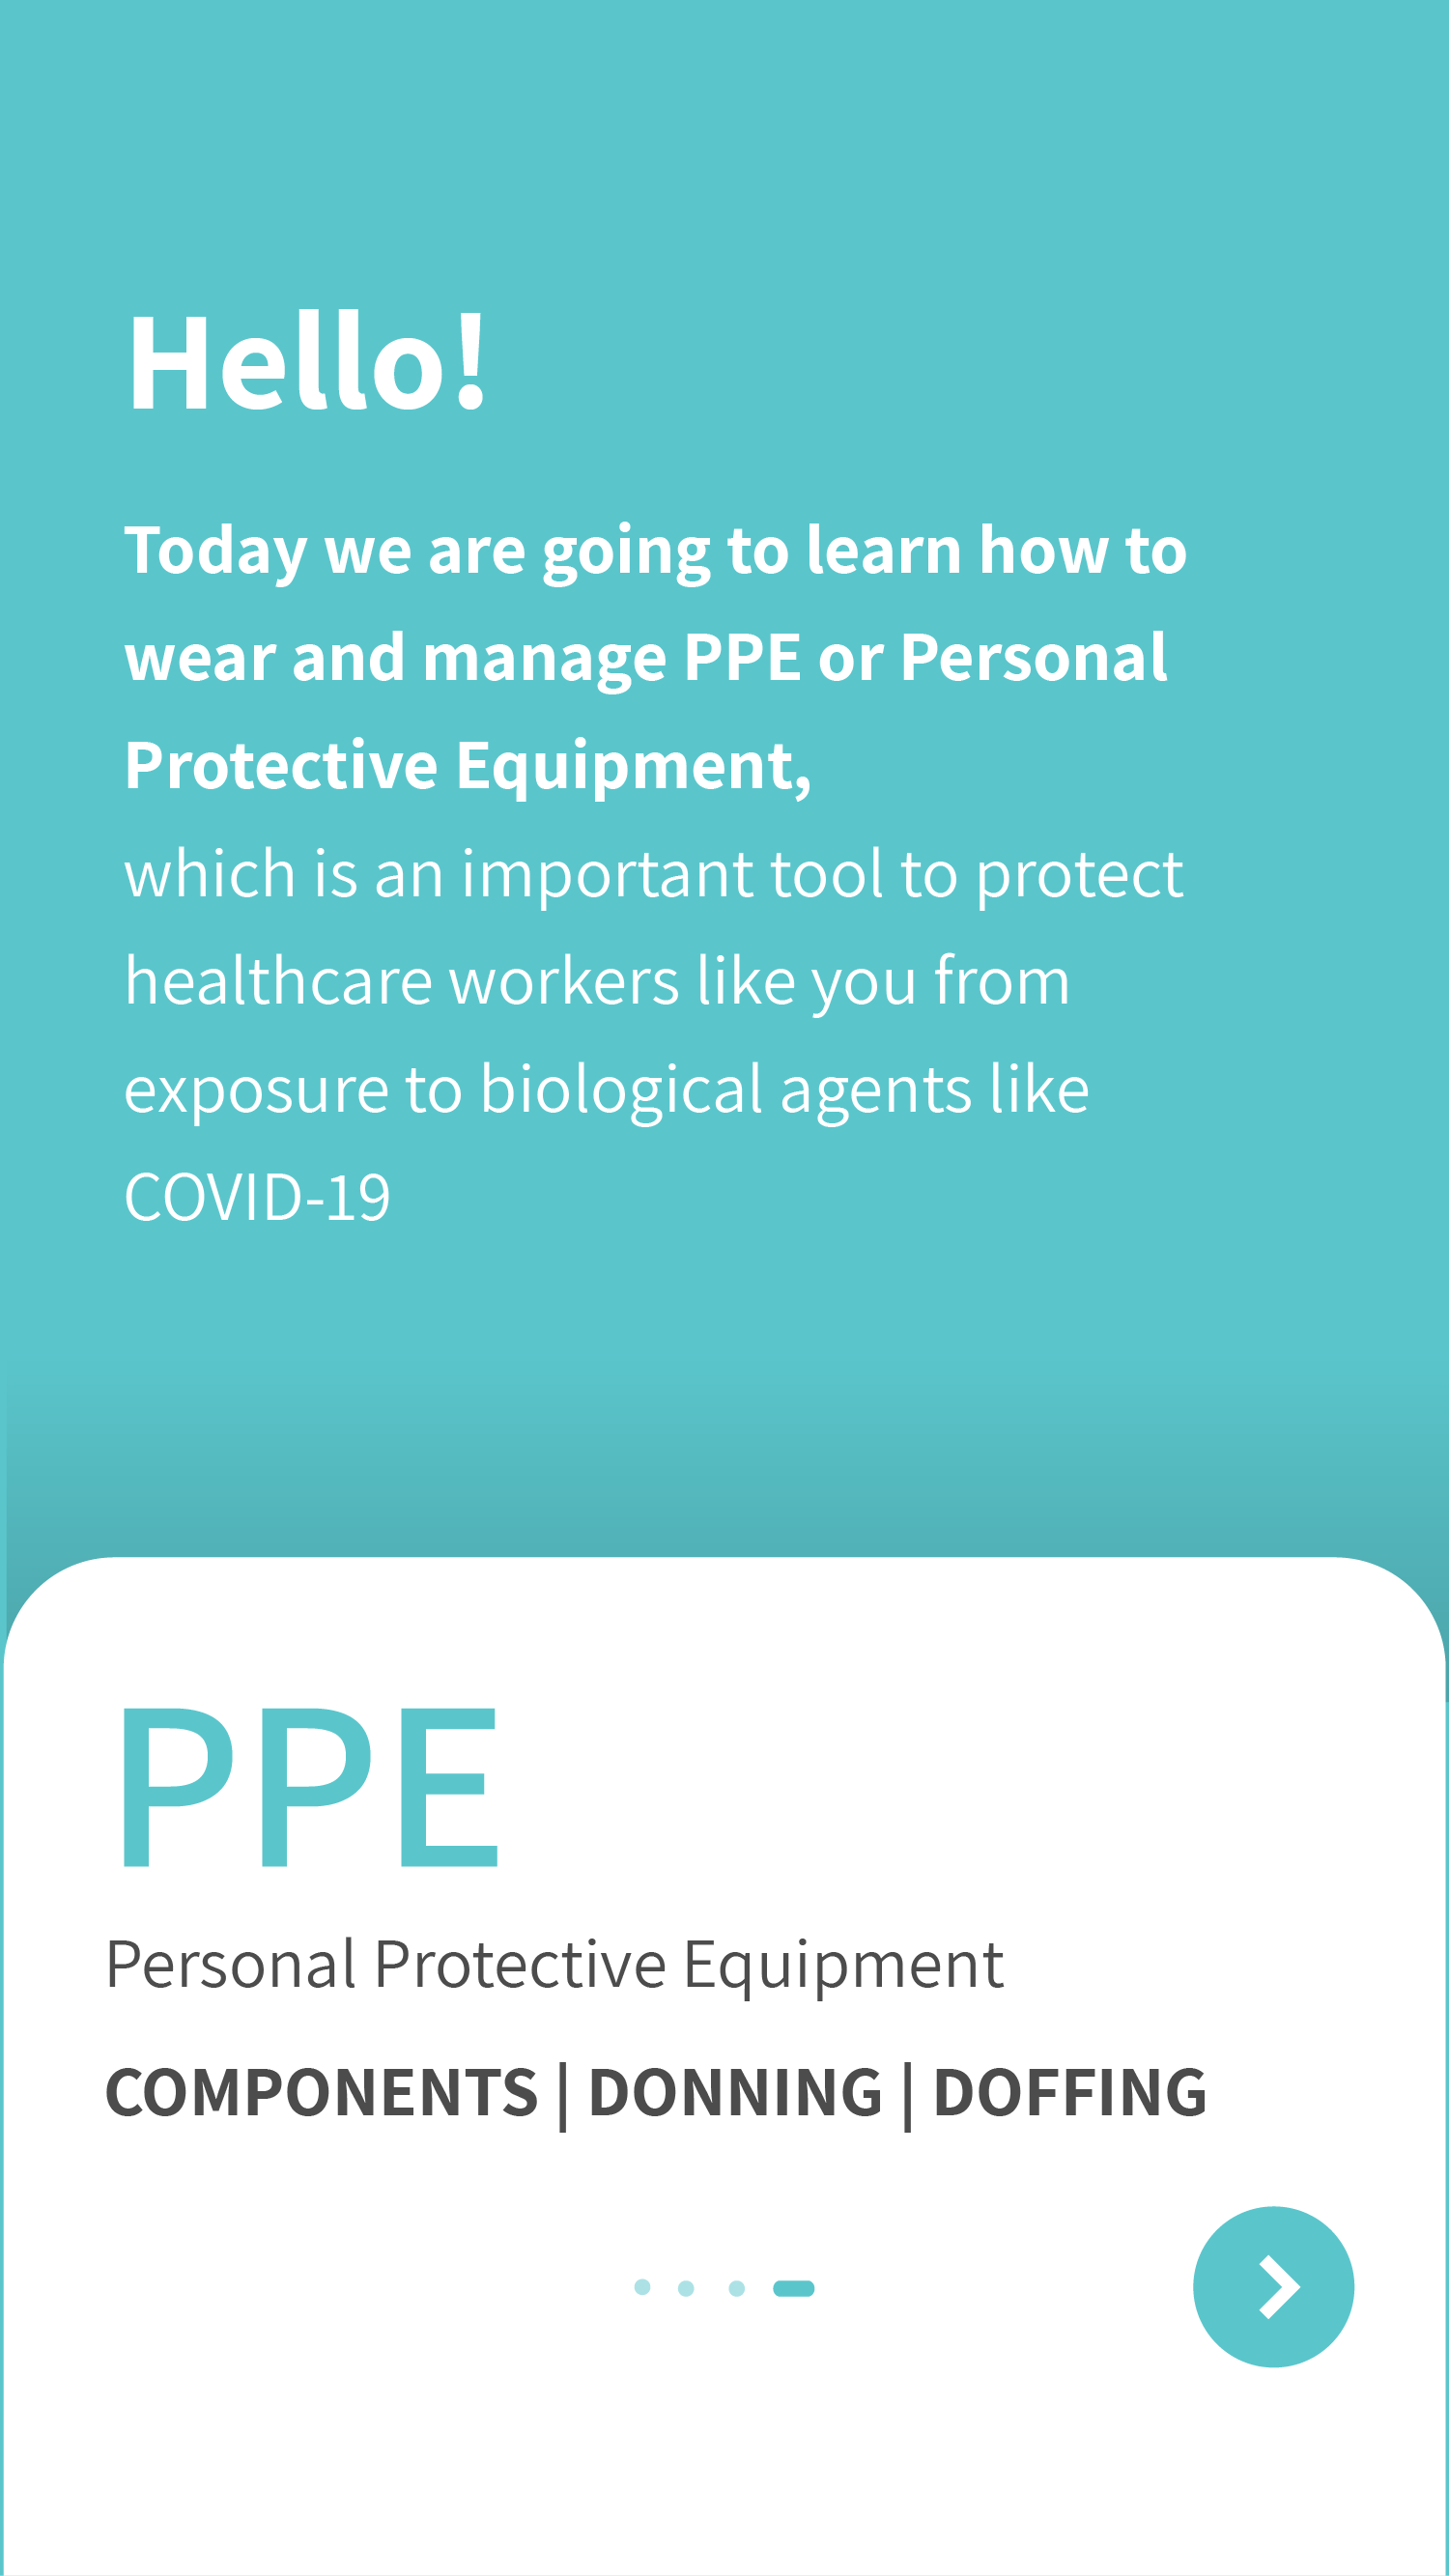 Hello!
Today we are going to learn how to
wear and manage PPE or Personal
Protective Equipment,
which is an important tool to protect
healthcare workers like you from
exposure to biological agents like
COVID-19
PPE
Personal Protective Equipment
COMPONENTS | DONNING | DOFFING